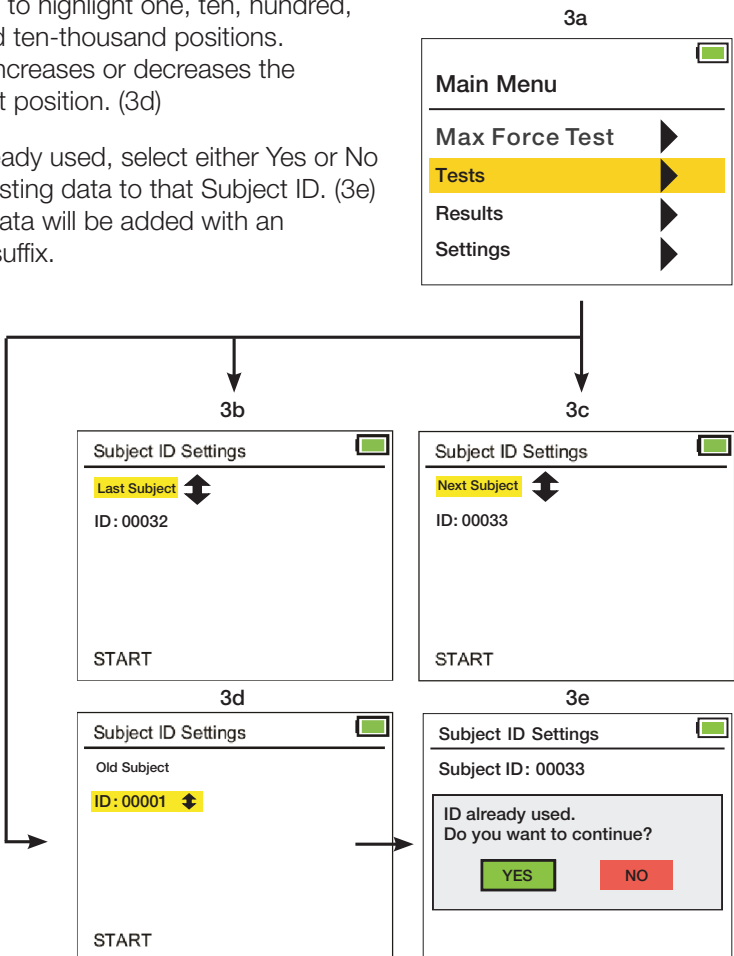 to highlight one, ten, hundred,
d ten-thousand positions.
ncreases or decreases the
t position. (3d)
eady used, select either Yes or No
sting data to that Subject ID. (3e)
ata will be added with an
suffix.
3a
Main Menu
Max Force Test
Tests
Results
Settings
3b
Subject ID Settings
Last Subject
ID: 00032
START
3c
Subject ID Settings
Next Subject
ID: 00033
START
3d
Subject ID Settings
Old Subject
ID: 00001
START
3e
Subject ID Settings
Subject ID: 00033
ID already used.
Do you want to continue?
YES NO